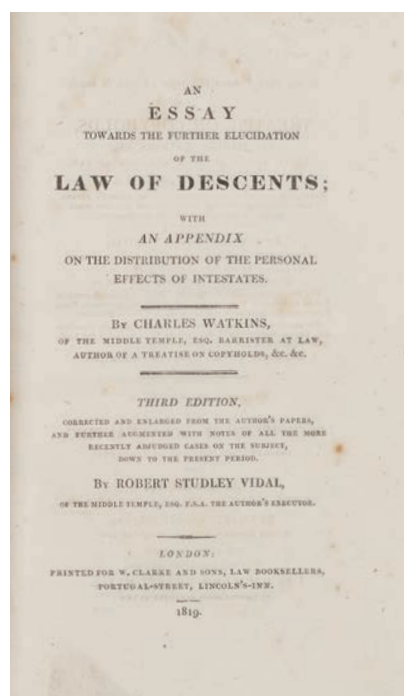 AN
ESSAY
TOWARDS THE FURTHER ELUCIDATION
OF THE
LAW OF DESCENTS;
WITH
AN APPENDIX
ON THE DISTRIBUTION OF THE PERSONAL
EFFECTS OF INTESTATES.
By CHARLES WATKINS,
OF THE MIDDLE TEMPLE, ESQ. BARRISTER AT LAW,
AUTHOR OF A TREATISE ON COPYHOLDS, &c. &c.
THIRD EDITION,
CORRECTED AND ENLARGED FROM THE AUTHOR'S PAPERS,
AND FURTHER AUGMENTED WITH NOTES OF ALL THE MORE
RECENTLY ADJUDGED CASES ON THE SUBJECT,
DOWN TO THE PRESENT PERIOD.
By ROBERT STUDLEY VIDAL,
OF THE MIDDLE TEMPLE, ESQ. F.S.A. THE AUTHOR'S EXECUTOR.
LONDON:
PRINTED FOR W. CLARKE AND SONS, LAW BOOKSELLERS,
PORTUGAL-STREET, LINCOLN'S-INN.
1819.